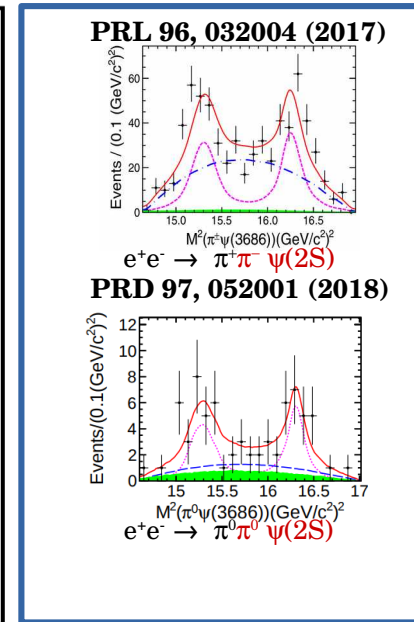 PRL 96, 032004 (2017)
Events / (0.1 (GeV/c²)²)
60
40
20
0
15.0 15.5 16.0 16.5
M²(π±ψ(3686))(GeV/c²)²
e⁺e⁻ → π⁺π⁻ ψ(2S)
PRD 97, 052001 (2018)
Events/(0.1(GeV/c²)²)
12
10
8
6
4
2
0
15 15.5 16 16.5 17
M²(π⁰ψ(3686))(GeV/c²)²
e⁺e⁻ → π⁰π⁰ ψ(2S)